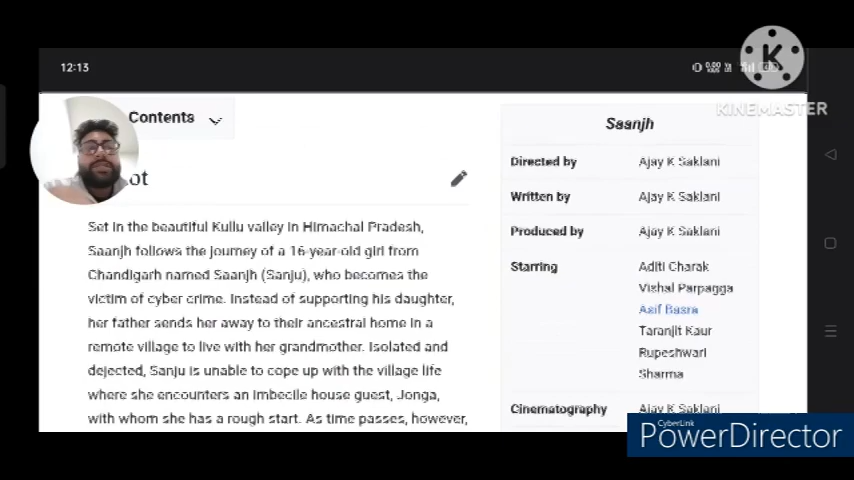 12:13
KINEMASTER
Contents
ot
Set in the beautiful Kullu valley in Himachal Pradesh,
Saanjh follows the journey of a 16-year-old girl from
Chandigarh named Saanjh (Sanju), who becomes the
victim of cyber crime. Instead of supporting his daughter,
her father sends her away to their ancestral home in a
remote village to live with her grandmother. Isolated and
dejected, Sanju is unable to cope up with the village life
where she encounters an imbecile house guest, Jonga,
with whom she has a rough start. As time passes, however,
Saanjh
Directed by Ajay K Saklani
Written by Ajay K Saklani
Produced by Ajay K Saklani
Starring Aditi Charak
Vishal Parpagga
Asif Basra
Taranjit Kaur
Rupeshwari
Sharma
Cinematography Ajay K Saklani
CyberLink
PowerDirector